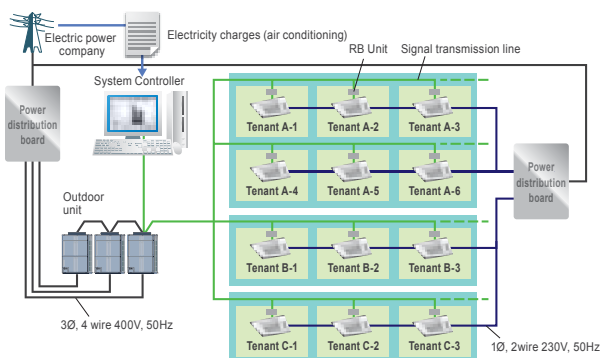 Electric power
company
Electricity charges (air conditioning)
RB Unit
Signal transmission line
System Controller
Power
distribution
board
Tenant A-1
Tenant A-2
Tenant A-3
Tenant A-4
Tenant A-5
Tenant A-6
Power
distribution
board
Outdoor
unit
Tenant B-1
Tenant B-2
Tenant B-3
3Ø, 4 wire 400V, 50Hz
Tenant C-1
Tenant C-2
Tenant C-3
1Ø, 2wire 230V, 50Hz